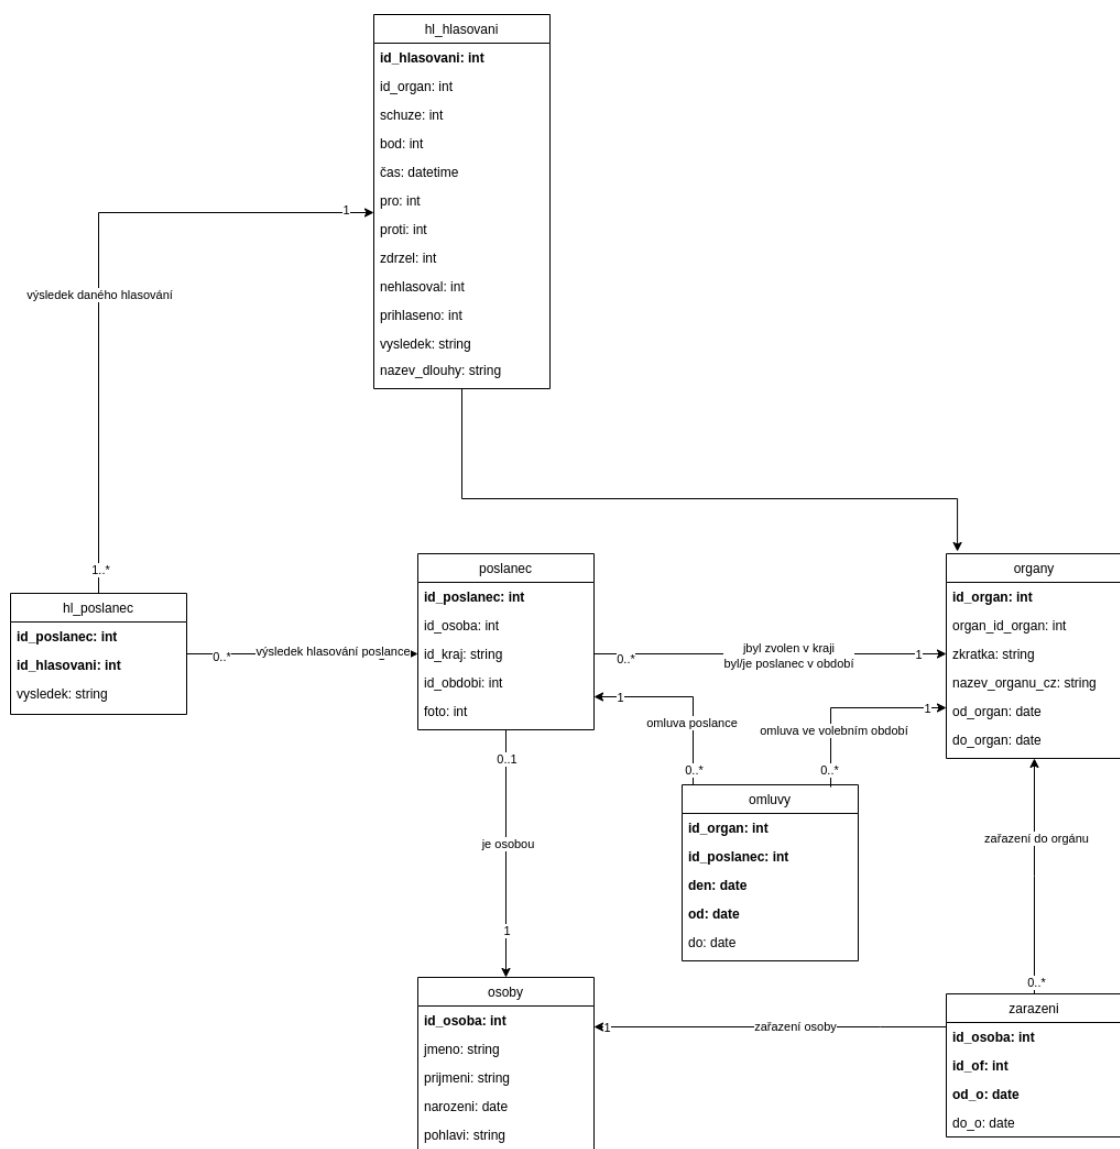 hl_hlasovani
id_hlasovani: int
id_organ: int
schuze: int
bod: int
čas: datetime
pro: int
proti: int
zdrzel: int
nehlasoval: int
prihlaseno: int
vysledek: string
nazev_dlouhy: string
1
výsledek daného hlasování
1..*
hl_poslanec
id_poslanec: int
id_hlasovani: int
vysledek: string
0..*
výsledek hlasování poslance
poslanec
id_poslanec: int
id_osoba: int
id_kraj: string
id_obdobi: int
foto: int
0..*
jbyl zvolen v kraji
byl/je poslanec v období
1
organy
id_organ: int
organ_id_organ: int
zkratka: string
nazev_organu_cz: string
od_organ: date
do_organ: date
1
omluva poslance
0..*
1
omluva ve volebním období
0..*
omluvy
id_organ: int
id_poslanec: int
den: date
od: date
do: date
0..1
je osobou
1
zařazení do orgánu
0..*
osoby
id_osoba: int
jmeno: string
prijmeni: string
narozeni: date
pohlavi: string
1
zařazení osoby
zarazeni
id_osoba: int
id_of: int
od_o: date
do_o: date